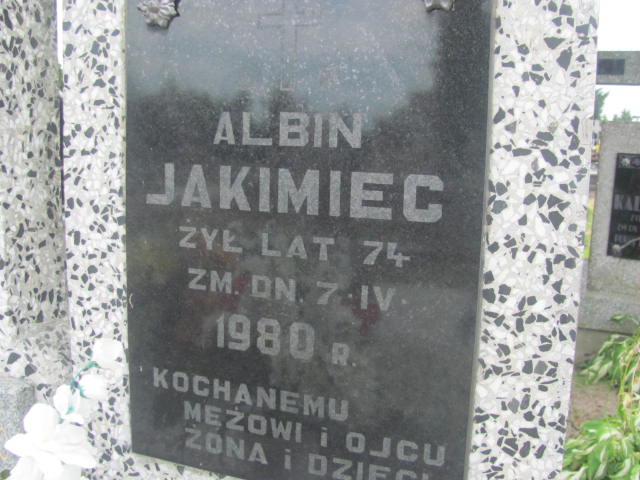 ALBIN
JAKIMIEC
ŻYŁ LAT 74
ZM. DN. 7·IV·
1980 R.
KOCHANEMU
MĘŻOWI i OJCU
ŻONA i DZIECI